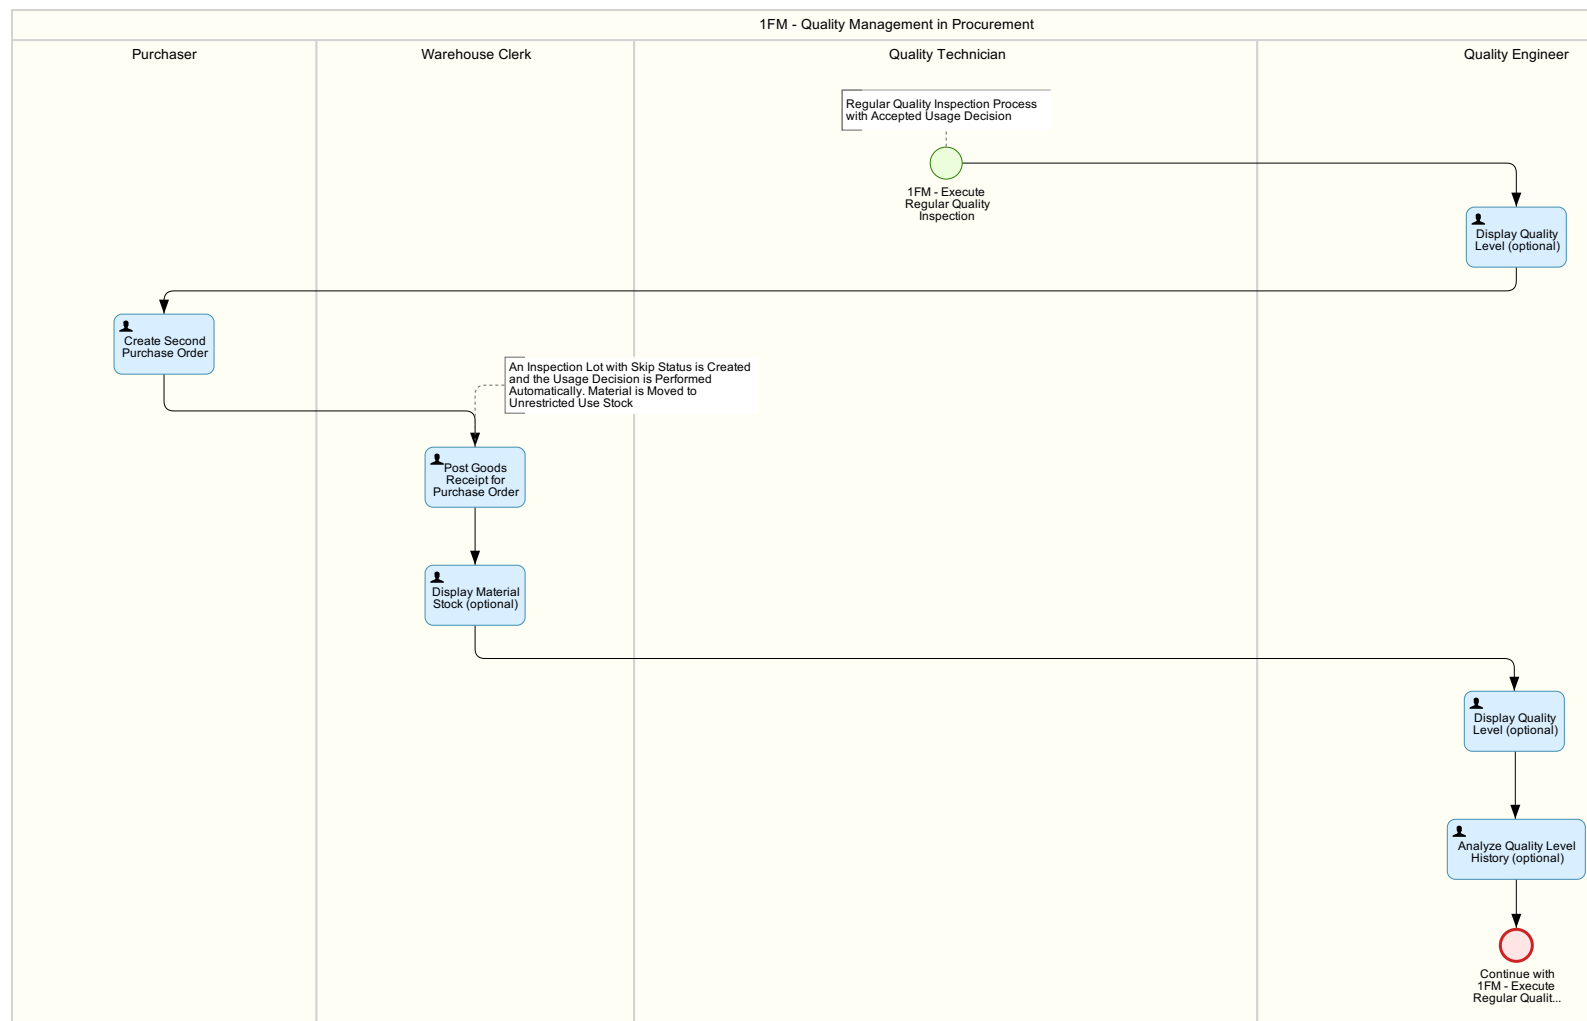 1FM - Quality Management in Procurement
Purchaser
Warehouse Clerk
Quality Technician
Quality Engineer
Regular Quality Inspection Process
with Accepted Usage Decision
1FM - Execute
Regular Quality
Inspection
Display Quality
Level (optional)
Create Second
Purchase Order
An Inspection Lot with Skip Status is Created
and the Usage Decision is Performed
Automatically. Material is Moved to
Unrestricted Use Stock
Post Goods
Receipt for
Purchase Order
Display Material
Stock (optional)
Display Quality
Level (optional)
Analyze Quality Level
History (optional)
Continue with
1FM - Execute
Regular Qualit...